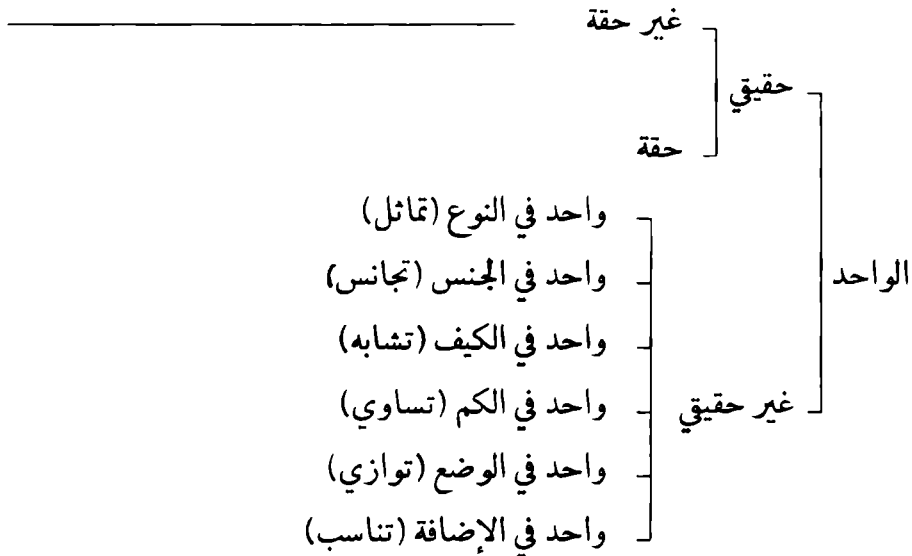 غير حقة
حقيقي
حقة
واحد في النوع (تماثل)
واحد في الجنس (تجانس)
الواحد
واحد في الكيف (تشابه)
واحد في الكم (تساوي)
غير حقيقي
واحد في الوضع (توازي)
واحد في الإضافة (تناسب)